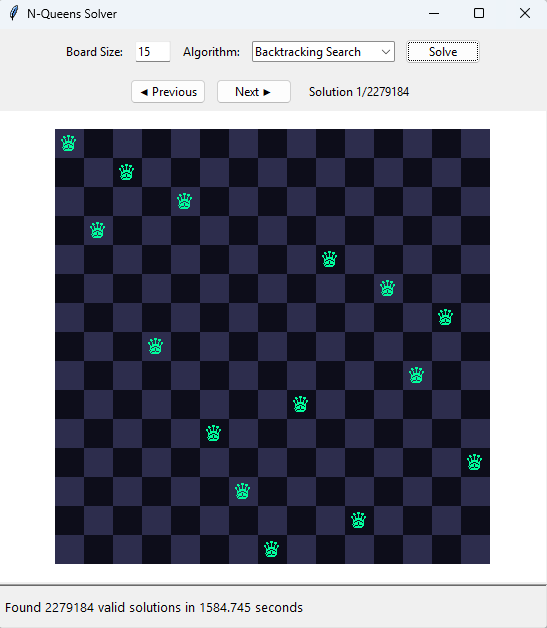 N-Queens Solver
Board Size: 15 Algorithm: Backtracking Search Solve
◄ Previous Next ► Solution 1/2279184
Found 2279184 valid solutions in 1584.745 seconds